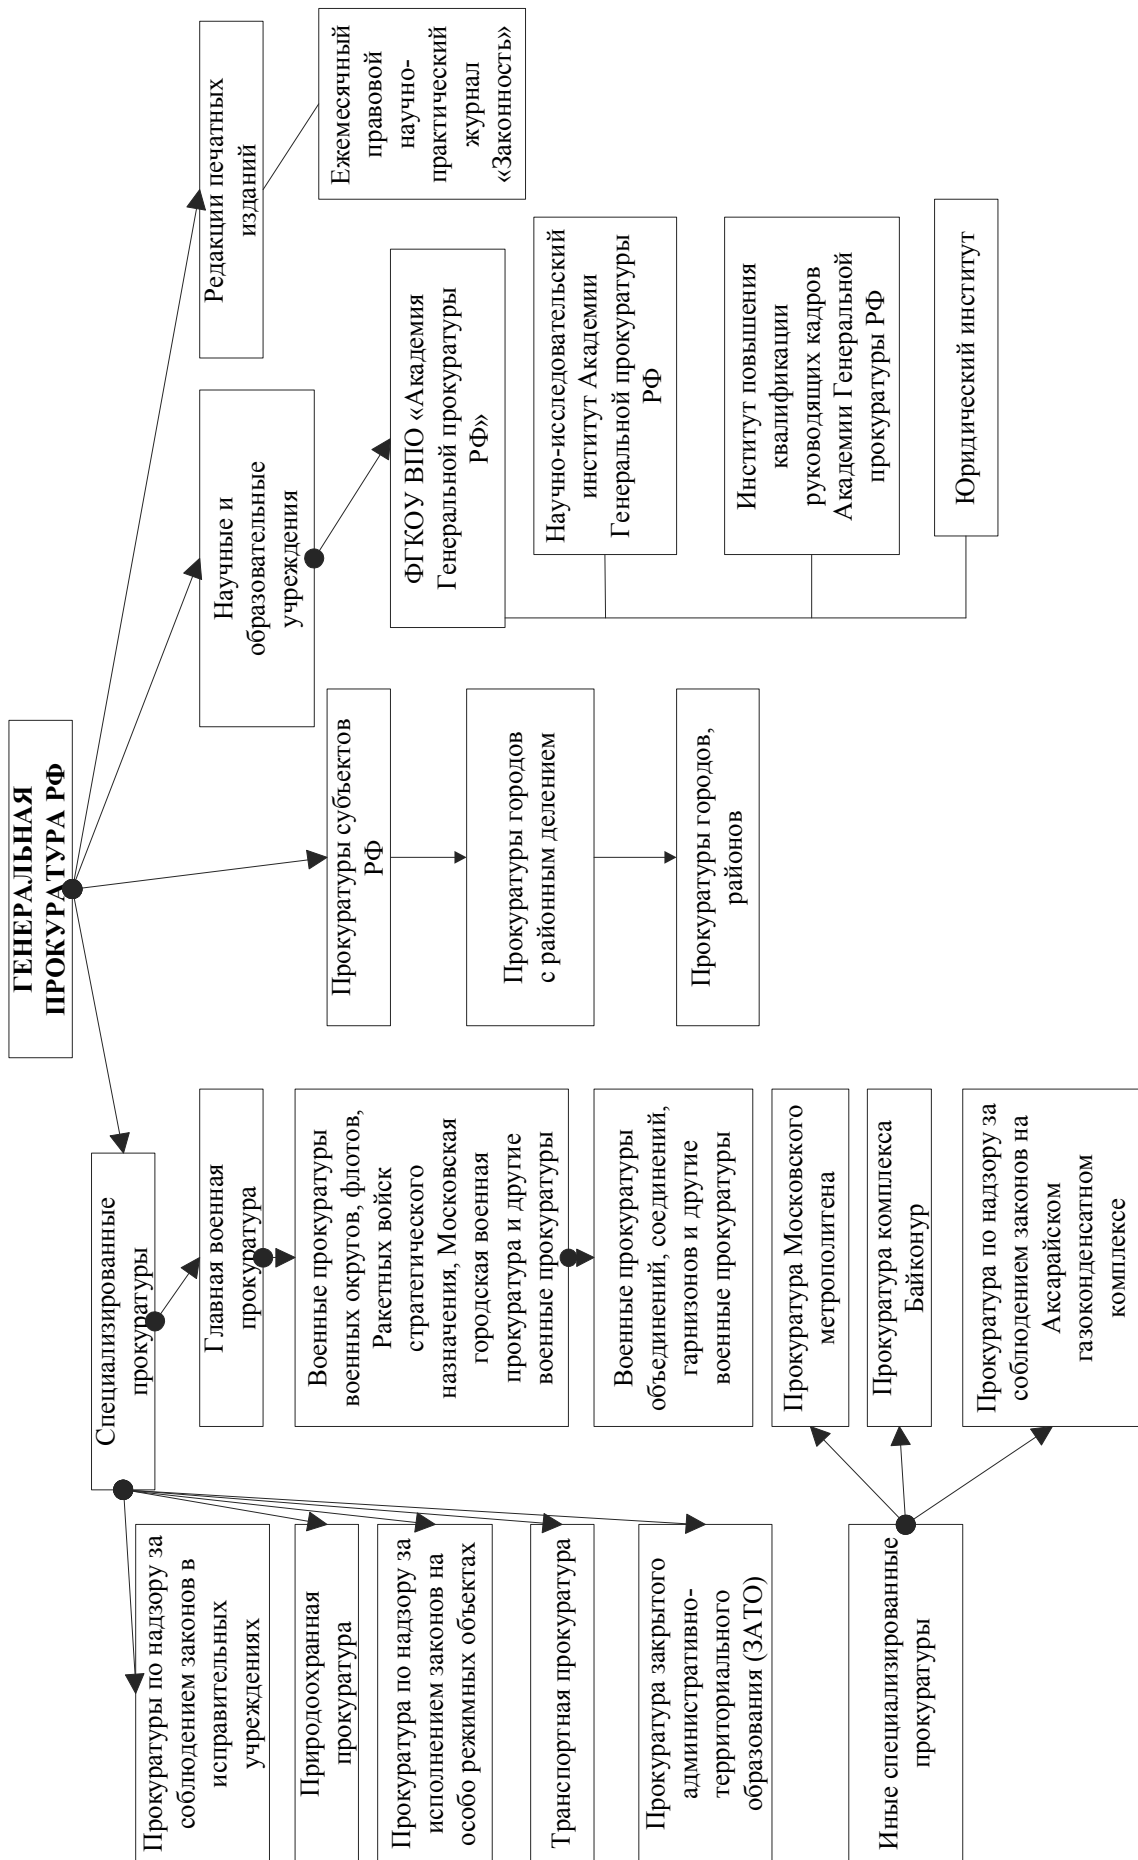 ГЕНЕРАЛЬНАЯ
ПРОКУРАТУРА РФ
Специализированные
прокуратуры
Прокуратуры по надзору за
соблюдением законов в
исправительных
учреждениях
Природоохранная
прокуратура
Прокуратура по надзору за
исполнением законов на
особо режимных объектах
Транспортная прокуратура
Прокуратура закрытого
административно-
территориального
образования (ЗАТО)
Иные специализированные
прокуратуры
Главная военная
прокуратура
Военные прокуратуры
военных округов, флотов,
Ракетных войск
стратегического
назначения, Московская
городская военная
прокуратура и другие
военные прокуратуры
Военные прокуратуры
объединений, соединений,
гарнизонов и другие
военные прокуратуры
Прокуратура Московского
метрополитена
Прокуратура комплекса
Байконур
Прокуратура по надзору за
соблюдением законов на
Аксарайском
газоконденсатном
комплексе
Прокуратуры субъектов
РФ
Прокуратуры городов
с районным делением
Прокуратуры городов,
районов
Научные и
образовательные
учреждения
ФГКОУ ВПО «Академия
Генеральной прокуратуры
РФ»
Научно-исследовательский
институт Академии
Генеральной прокуратуры
РФ
Институт повышения
квалификации
руководящих кадров
Академии Генеральной
прокуратуры РФ
Юридический институт
Редакции печатных
изданий
Ежемесячный
правовой
научно-
практический
журнал
«Законность»